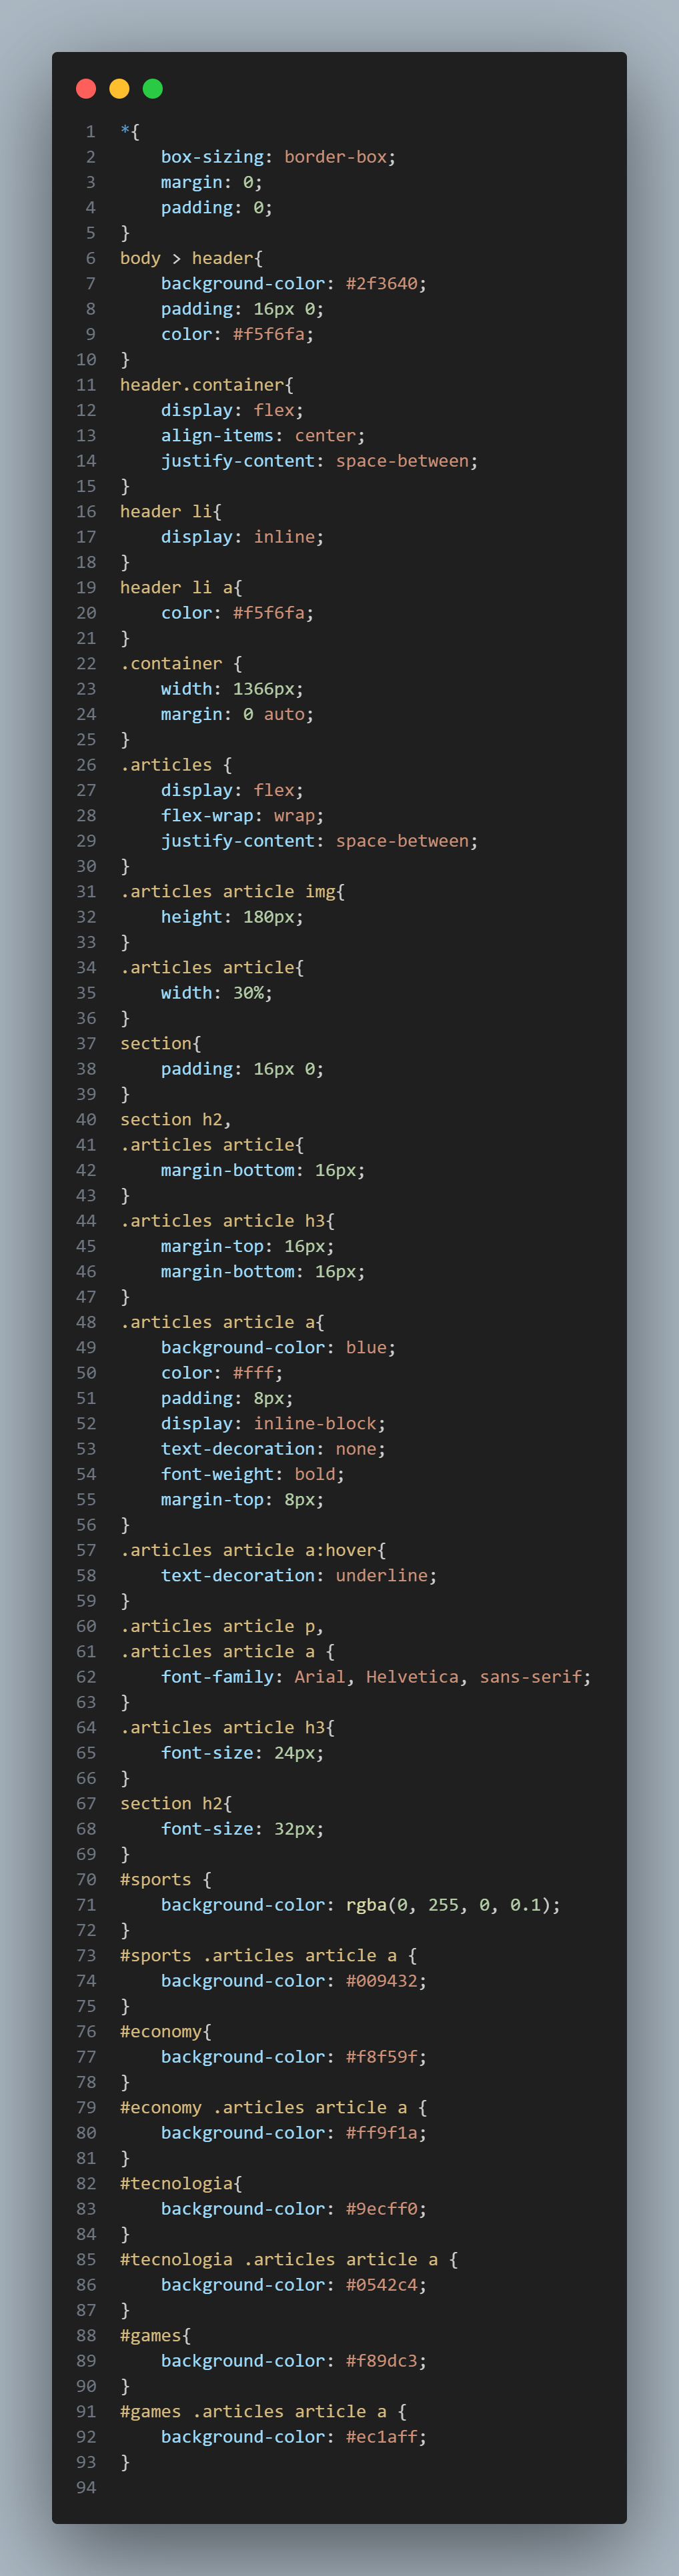 1 *{
2     box-sizing: border-box;
3     margin: 0;
4     padding: 0;
5 }
6 body > header{
7     background-color: #2f3640;
8     padding: 16px 0;
9     color: #f5f6fa;
10 }
11 header.container{
12     display: flex;
13     align-items: center;
14     justify-content: space-between;
15 }
16 header li{
17     display: inline;
18 }
19 header li a{
20     color: #f5f6fa;
21 }
22 .container {
23     width: 1366px;
24     margin: 0 auto;
25 }
26 .articles {
27     display: flex;
28     flex-wrap: wrap;
29     justify-content: space-between;
30 }
31 .articles article img{
32     height: 180px;
33 }
34 .articles article{
35     width: 30%;
36 }
37 section{
38     padding: 16px 0;
39 }
40 section h2,
41 .articles article{
42     margin-bottom: 16px;
43 }
44 .articles article h3{
45     margin-top: 16px;
46     margin-bottom: 16px;
47 }
48 .articles article a{
49     background-color: blue;
50     color: #fff;
51     padding: 8px;
52     display: inline-block;
53     text-decoration: none;
54     font-weight: bold;
55     margin-top: 8px;
56 }
57 .articles article a:hover{
58     text-decoration: underline;
59 }
60 .articles article p,
61 .articles article a {
62     font-family: Arial, Helvetica, sans-serif;
63 }
64 .articles article h3{
65     font-size: 24px;
66 }
67 section h2{
68     font-size: 32px;
69 }
70 #sports {
71     background-color: rgba(0, 255, 0, 0.1);
72 }
73 #sports .articles article a {
74     background-color: #009432;
75 }
76 #economy{
77     background-color: #f8f59f;
78 }
79 #economy .articles article a {
80     background-color: #ff9f1a;
81 }
82 #tecnologia{
83     background-color: #9ecff0;
84 }
85 #tecnologia .articles article a {
86     background-color: #0542c4;
87 }
88 #games{
89     background-color: #f89dc3;
90 }
91 #games .articles article a {
92     background-color: #ec1aff;
93 }
94